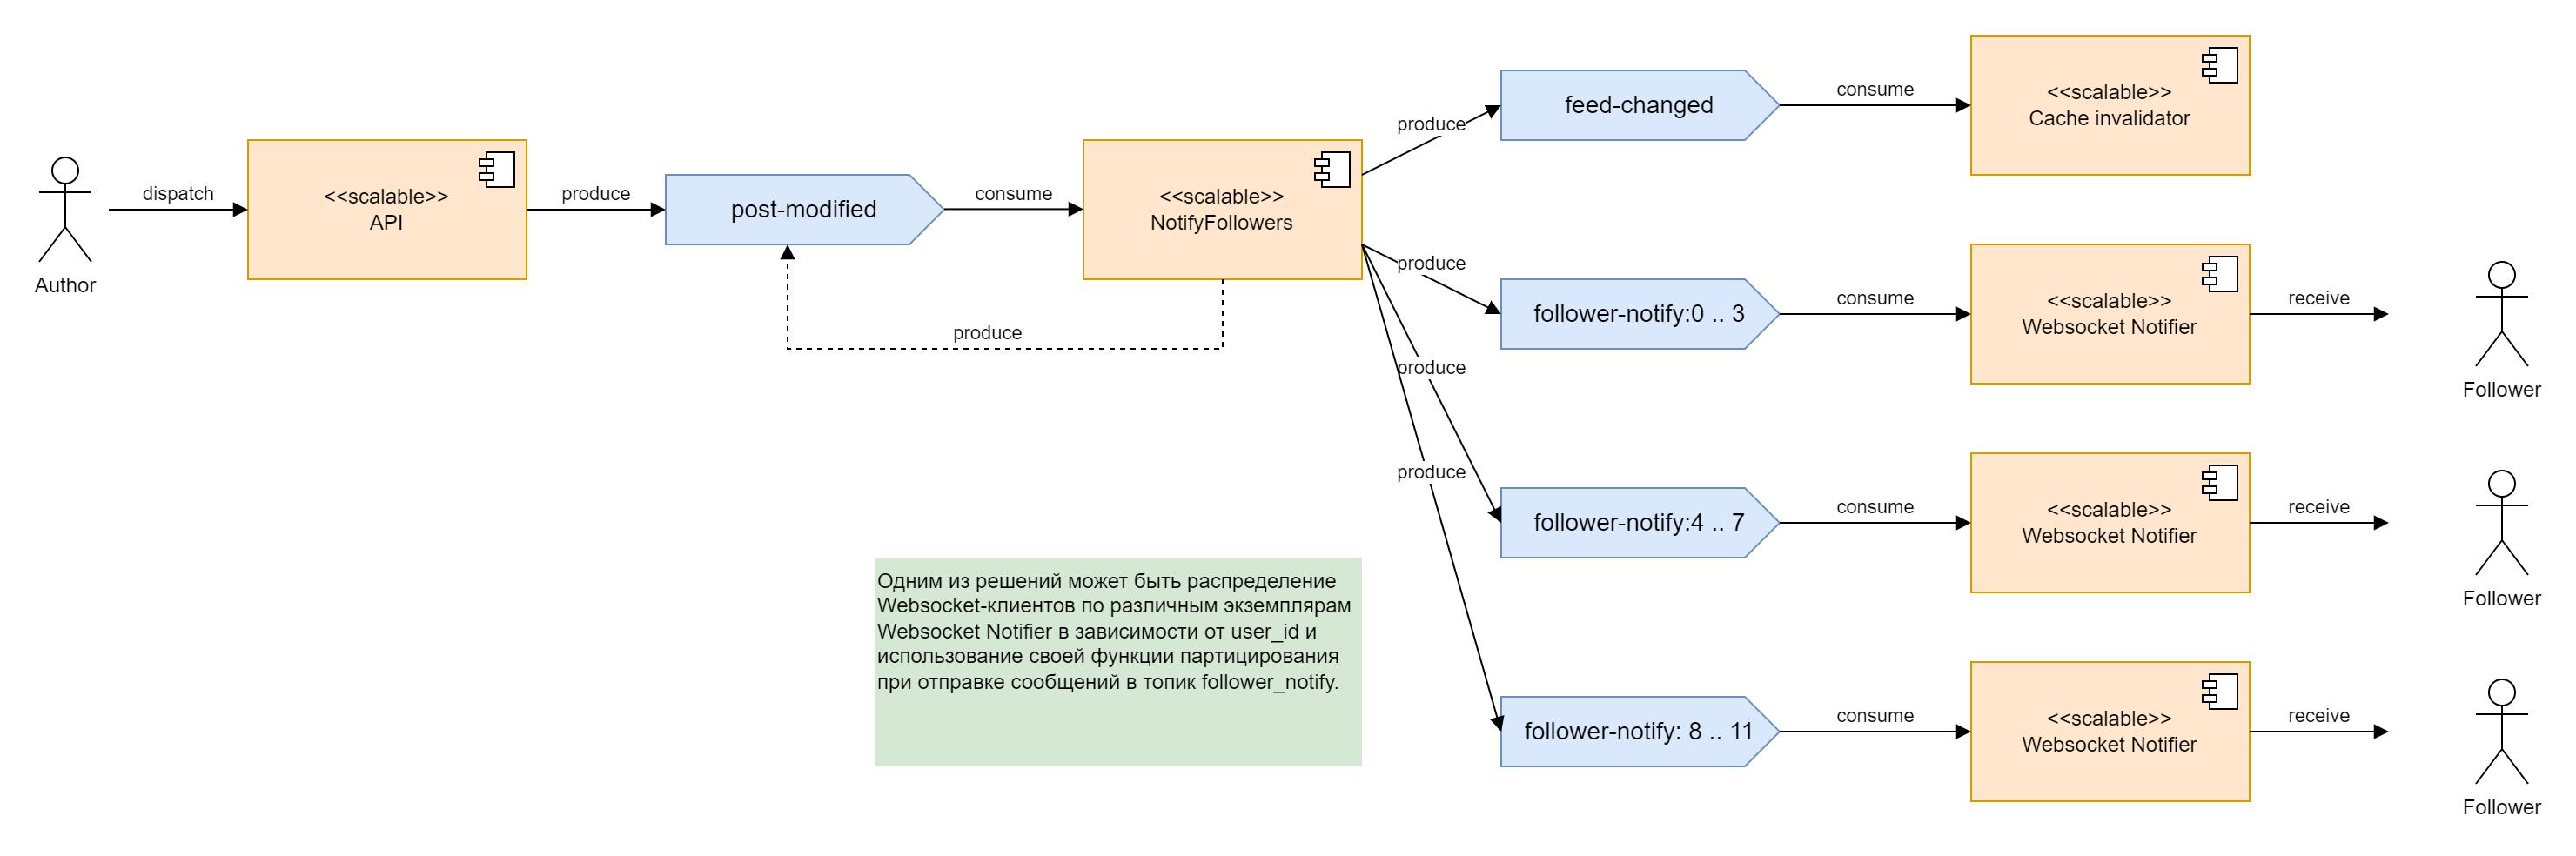 Author
dispatch
<<scalable>>
API
produce
post-modified
consume
<<scalable>>
NotifyFollowers
produce
produce
feed-changed
consume
<<scalable>>
Cache invalidator
produce
follower-notify:0 .. 3
consume
<<scalable>>
Websocket Notifier
receive
Follower
produce
follower-notify:4 .. 7
consume
<<scalable>>
Websocket Notifier
receive
Follower
produce
follower-notify: 8 .. 11
consume
<<scalable>>
Websocket Notifier
receive
Follower
Одним из решений может быть распределение
Websocket-клиентов по различным экземплярам
Websocket Notifier в зависимости от user_id и
использование своей функции партицирования
при отправке сообщений в топик follower_notify.